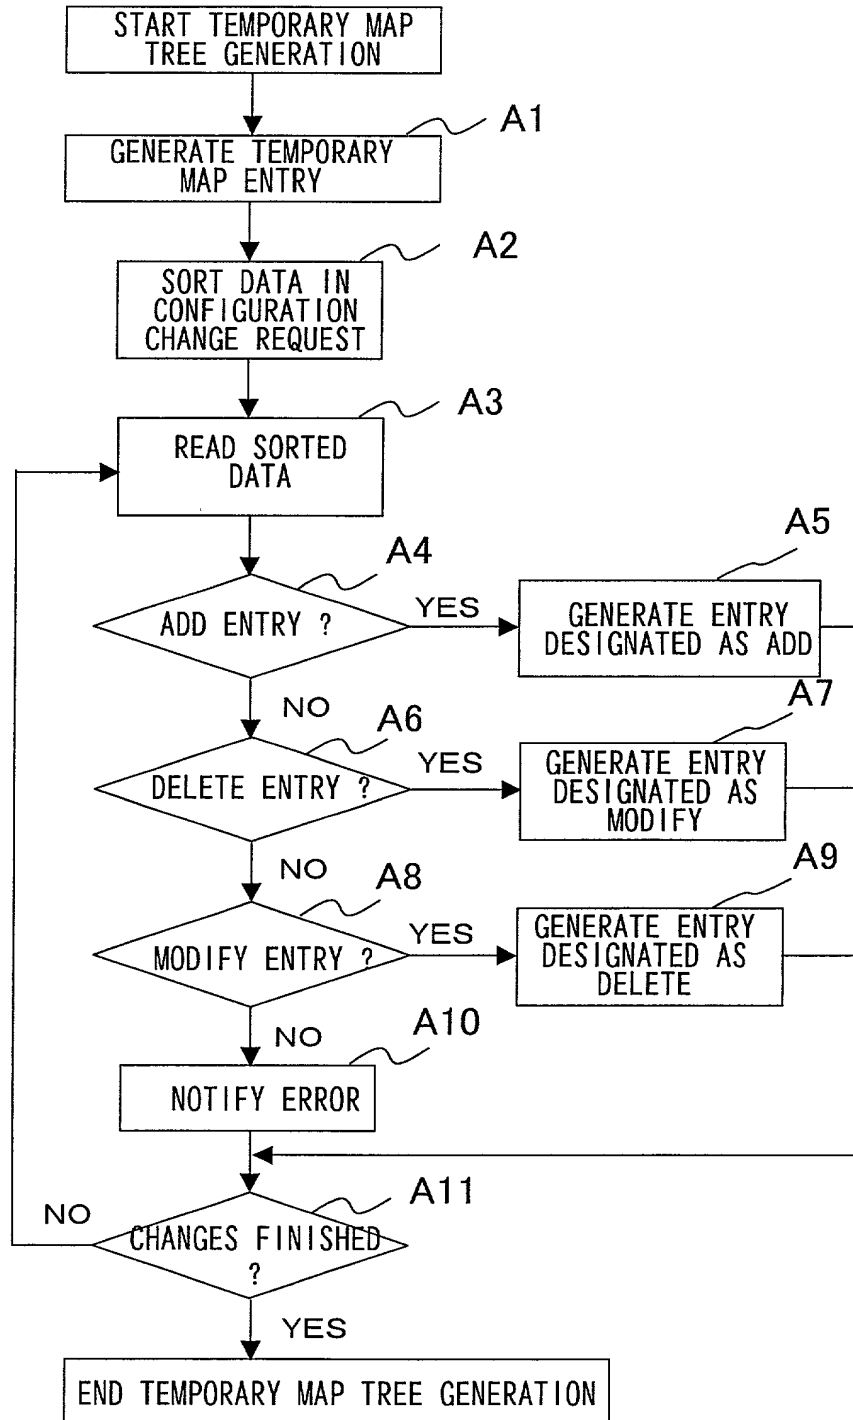 START TEMPORARY MAP
TREE GENERATION
A1
GENERATE TEMPORARY
MAP ENTRY
A2
SORT DATA IN
CONFIGURATION
CHANGE REQUEST
A3
READ SORTED
DATA
A4
ADD ENTRY ?
YES
A5
GENERATE ENTRY
DESIGNATED AS ADD
NO
A6
DELETE ENTRY ?
YES
A7
GENERATE ENTRY
DESIGNATED AS
MODIFY
NO
A8
MODIFY ENTRY ?
YES
A9
GENERATE ENTRY
DESIGNATED AS
DELETE
NO
A10
NOTIFY ERROR
A11
NO
CHANGES FINISHED
?
YES
END TEMPORARY MAP TREE GENERATION